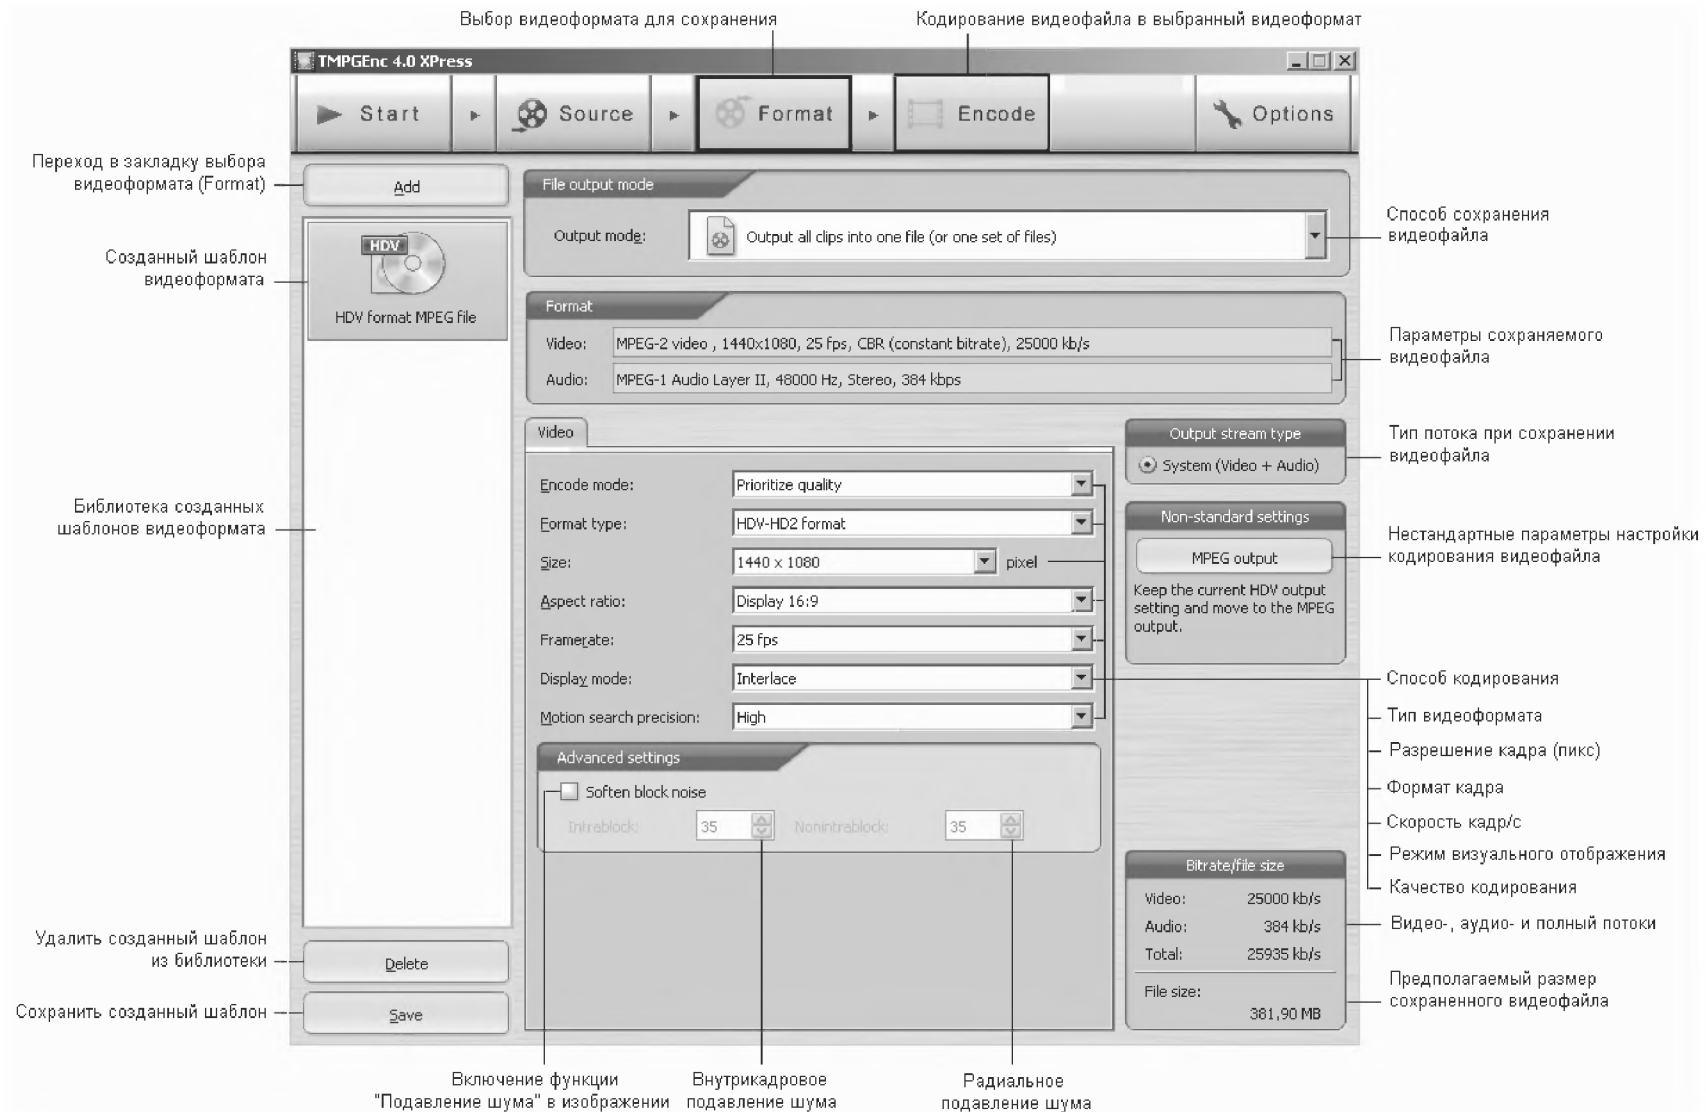 Выбор видеоформата для сохранения
Кодирование видеофайла в выбранный видеоформат
TMPGEnc 4.0 XPress
Start
Source
Format
Encode
Options
Переход в закладку выбора
видеоформата (Format)
Add
File output mode
Output mode:
Output all clips into one file (or one set of files)
Способ сохранения
видеофайла
Созданный шаблон
видеоформата
HDV
HDV format MPEG file
Format
Video:
MPEG-2 video , 1440x1080, 25 fps, CBR (constant bitrate), 25000 kb/s
Audio:
MPEG-1 Audio Layer II, 48000 Hz, Stereo, 384 kbps
Параметры сохраняемого
видеофайла
Video
Output stream type
System (Video + Audio)
Тип потока при сохранении
видеофайла
Библиотека созданных
шаблонов видеоформата
Encode mode:
Prioritize quality
Format type:
HDV-HD2 format
Size:
1440 x 1080
pixel
Aspect ratio:
Display 16:9
Framerate:
25 fps
Display mode:
Interlace
Motion search precision:
High
Non-standard settings
MPEG output
Keep the current HDV output
setting and move to the MPEG
output.
Нестандартные параметры настройки
кодирования видеофайла
Способ кодирования
Тип видеоформата
Разрешение кадра (пикс)
Формат кадра
Скорость кадр/с
Режим визуального отображения
Качество кодирования
Advanced settings
Soften block noise
Intrablock:
35
Nonintrablock:
35
Bitrate/file size
Video:
25000 kb/s
Audio:
384 kb/s
Total:
25935 kb/s
File size:
381,90 MB
Видео-, аудио- и полный потоки
Предполагаемый размер
сохраненного видеофайла
Удалить созданный шаблон
из библиотеки
Delete
Сохранить созданный шаблон
Save
Включение функции
"Подавление шума" в изображении
Внутрикадровое
подавление шума
Радиальное
подавление шума